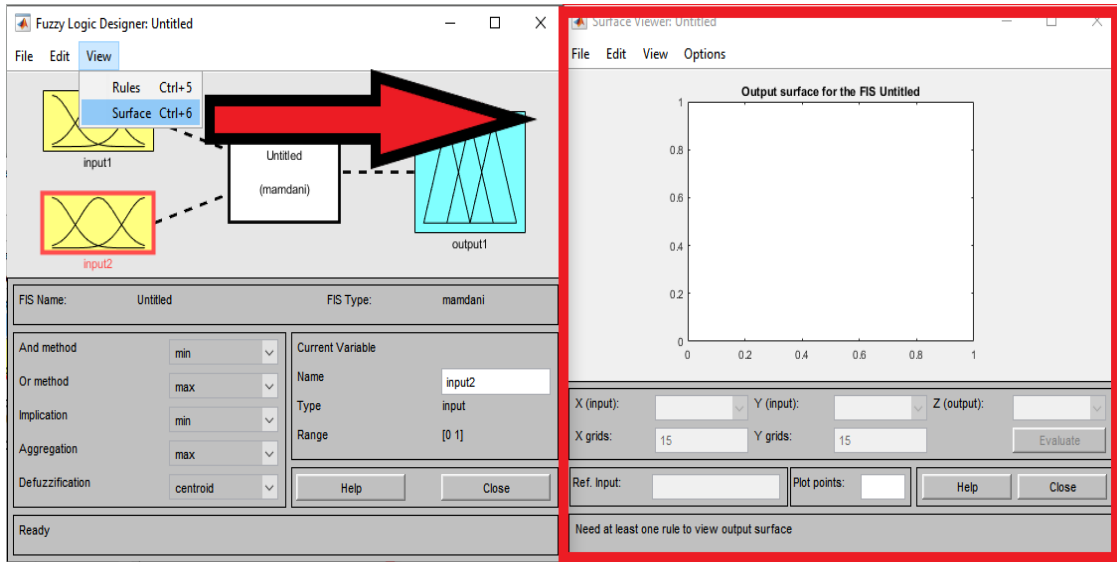 Fuzzy Logic Designer: Untitled
File Edit View
Rules Ctrl+5
Surface Ctrl+6
input1
Untitled
(mamdani)
output1
input2
FIS Name: Untitled FIS Type: mamdani
And method min
Or method max
Implication min
Aggregation max
Defuzzification centroid
Current Variable
Name input2
Type input
Range [0 1]
Help Close
Ready
Surface Viewer: Untitled
File Edit View Options
Output surface for the FIS Untitled
1
0.8
0.6
0.4
0.2
0
0 0.2 0.4 0.6 0.8 1
X (input): Y (input): Z (output):
X grids: 15 Y grids: 15 Evaluate
Ref. Input: Plot points: Help Close
Need at least one rule to view output surface